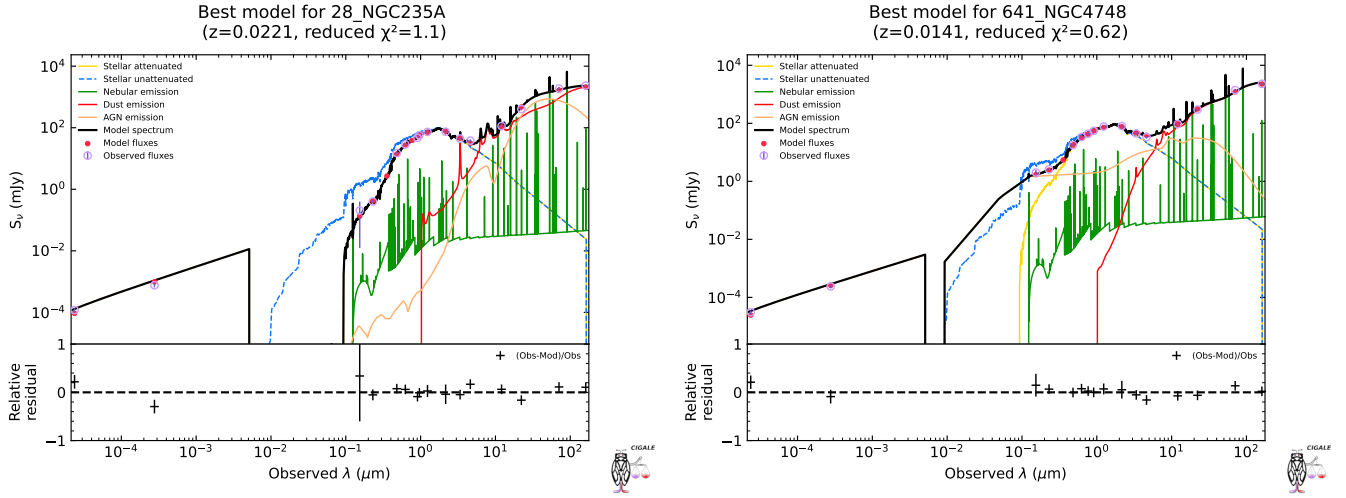 Best model for 28_NGC235A
(z=0.0221, reduced χ²=1.1)
10⁴
10²
10⁰
10⁻²
10⁻⁴
Sν (mJy)
Stellar attenuated
Stellar unattenuated
Nebular emission
Dust emission
AGN emission
Model spectrum
Model fluxes
Observed fluxes
1
0
−1
Relative
residual
(Obs-Mod)/Obs
10⁻⁴ 10⁻³ 10⁻² 10⁻¹ 10⁰ 10¹ 10²
Observed λ (μm)
CIGALE
Best model for 641_NGC4748
(z=0.0141, reduced χ²=0.62)
10⁴
10²
10⁰
10⁻²
10⁻⁴
Sν (mJy)
Stellar attenuated
Stellar unattenuated
Nebular emission
Dust emission
AGN emission
Model spectrum
Model fluxes
Observed fluxes
1
0
−1
Relative
residual
(Obs-Mod)/Obs
10⁻⁴ 10⁻³ 10⁻² 10⁻¹ 10⁰ 10¹ 10²
Observed λ (μm)
CIGALE